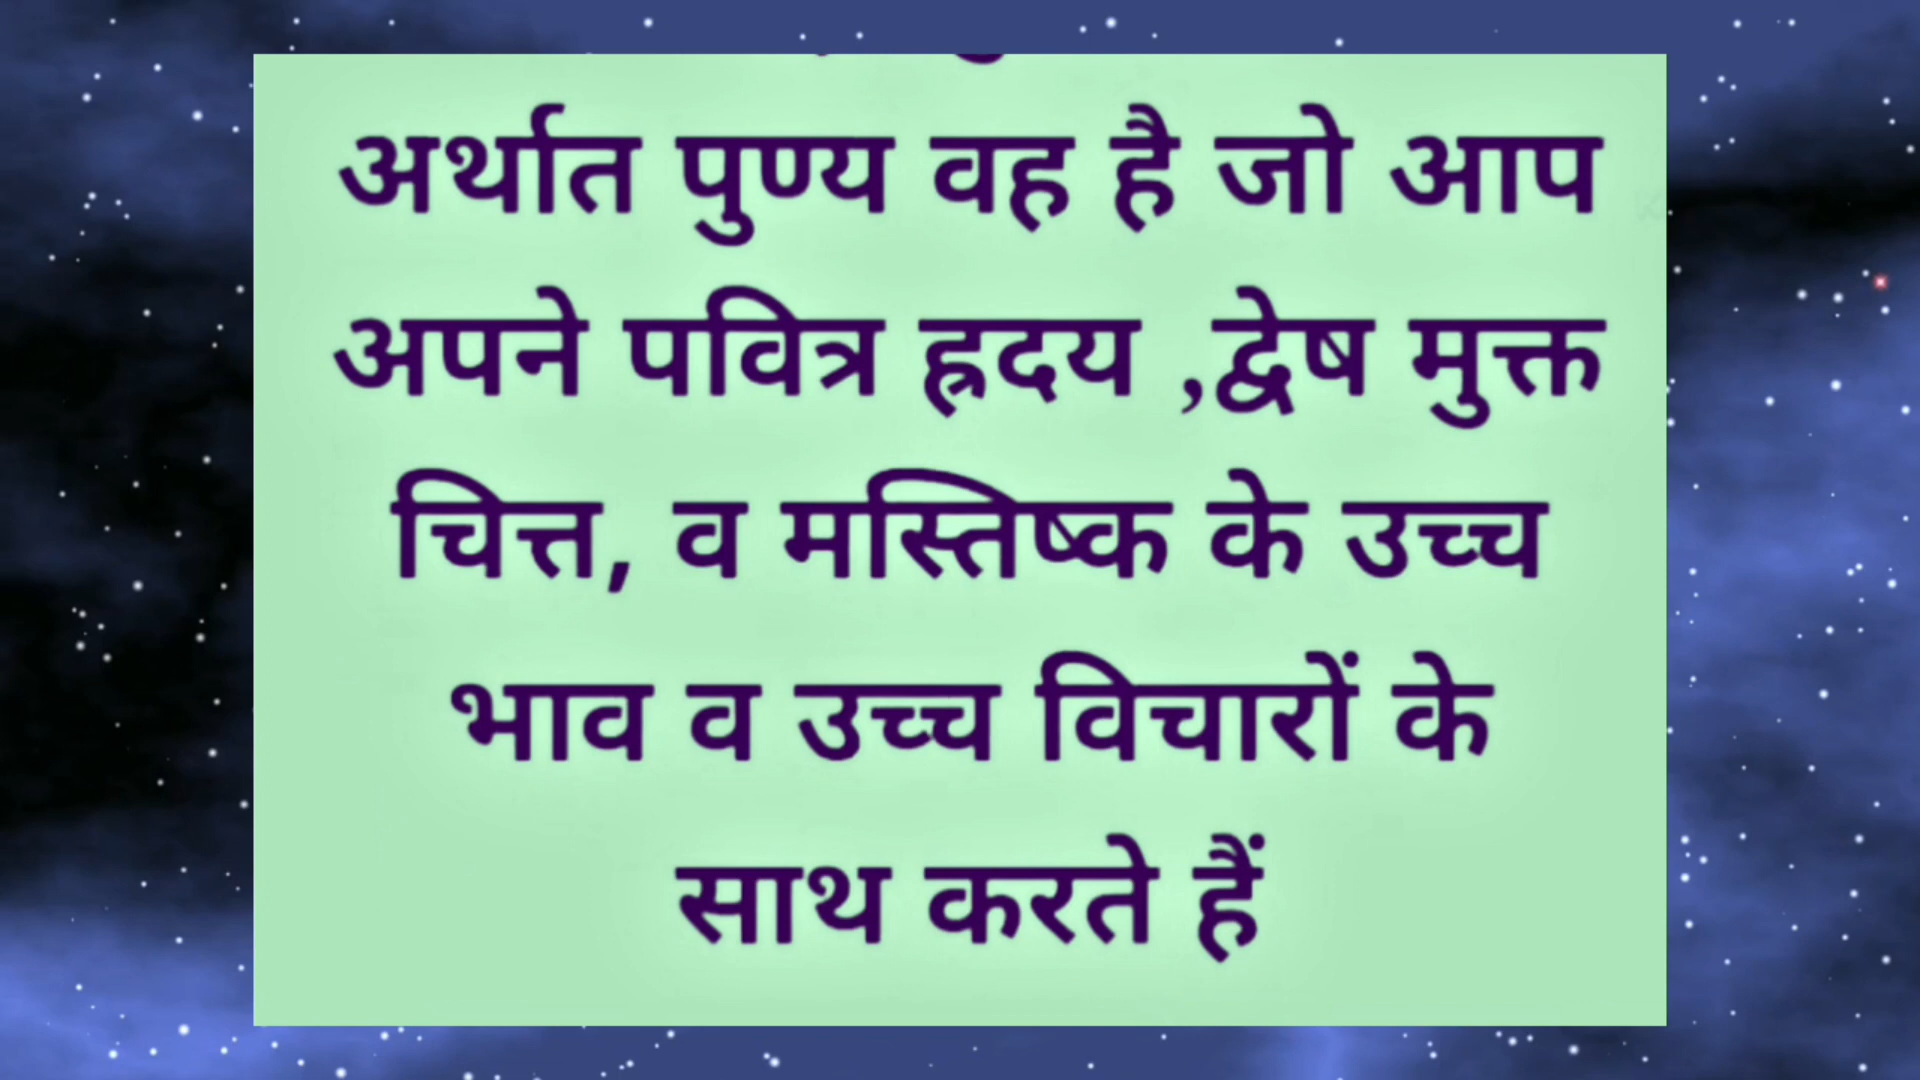 अर्थात पुण्य वह है जो आप
अपने पवित्र ह्रदय ,द्वेष मुक्त
चित्त, व मस्तिष्क के उच्च
भाव व उच्च विचारों के
साथ करते हैं